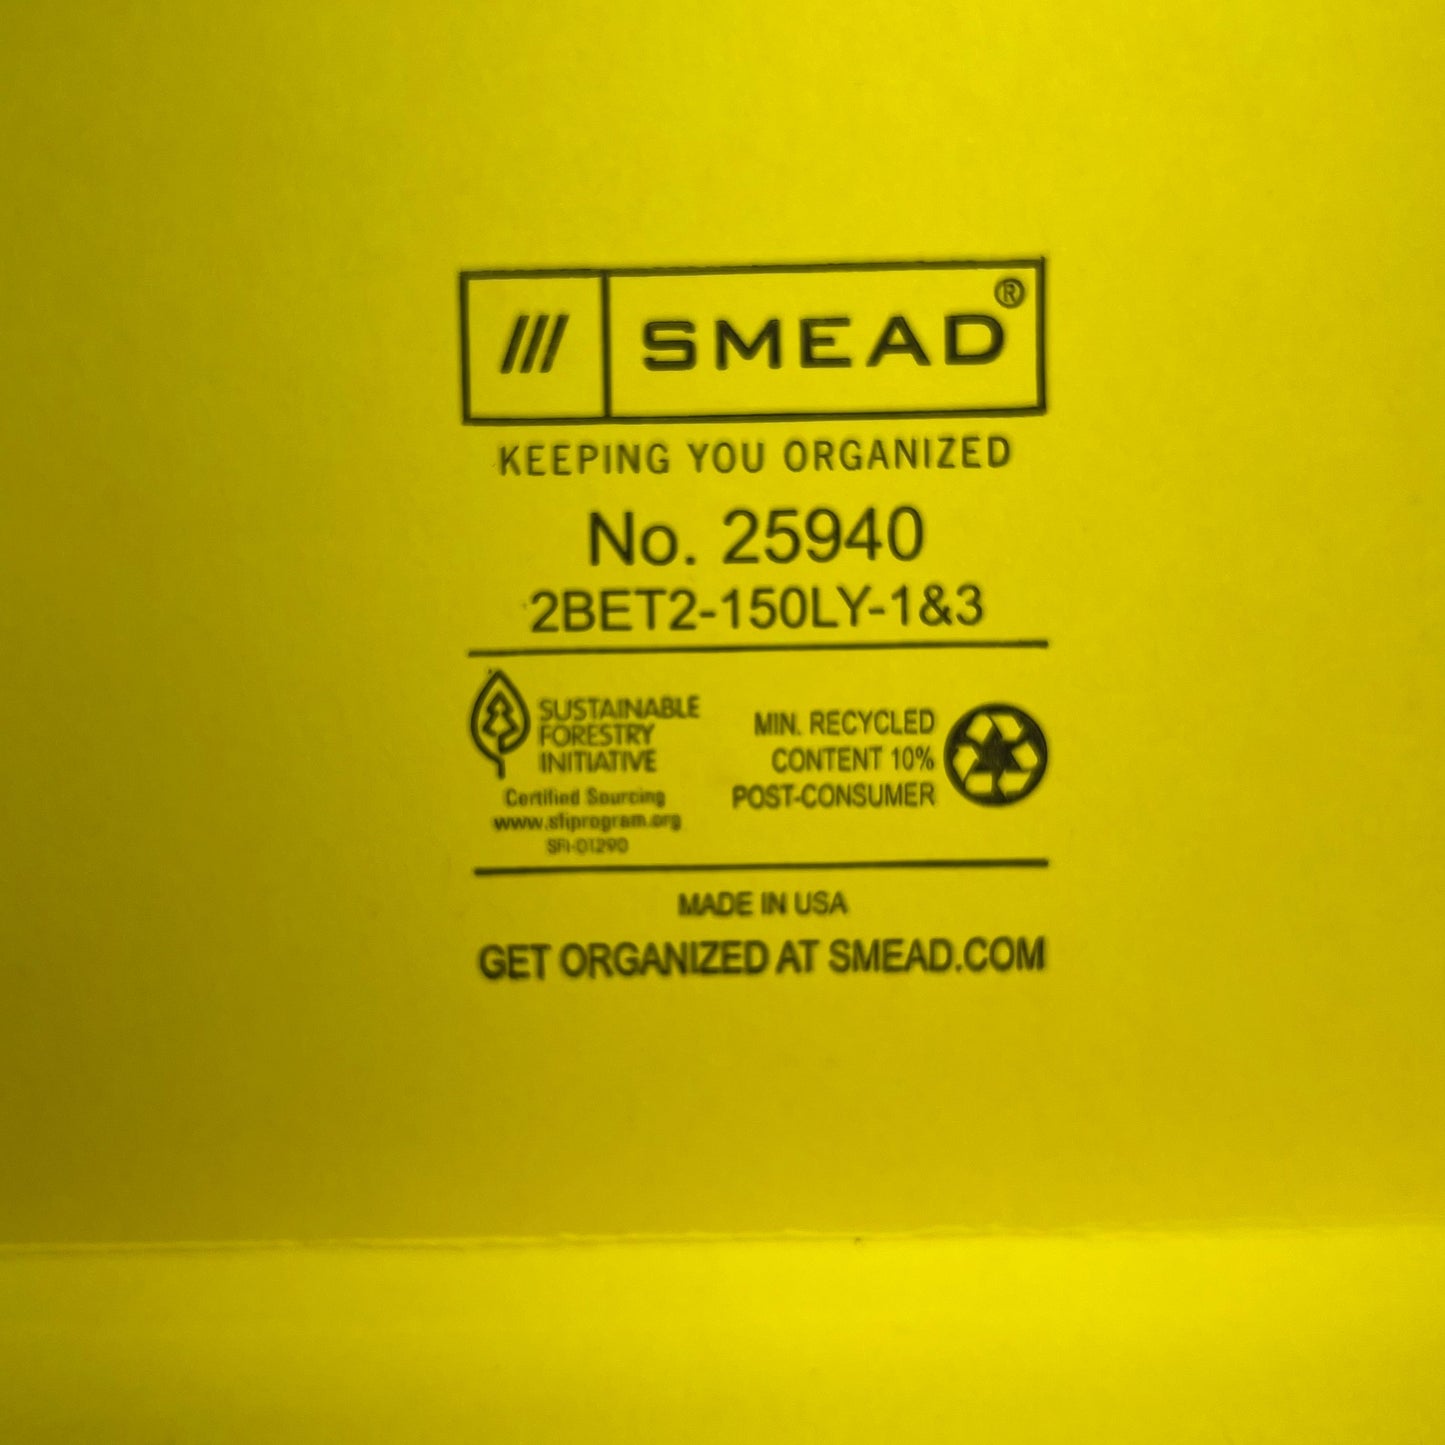 /// SMEAD®
KEEPING YOU ORGANIZED
No. 25940
2BET2-150LY-1&3
SUSTAINABLE
FORESTRY
INITIATIVE
Certified Sourcing
www.sfiprogram.org
SFI-01290
MIN. RECYCLED
CONTENT 10%
POST-CONSUMER
MADE IN USA
GET ORGANIZED AT SMEAD.COM